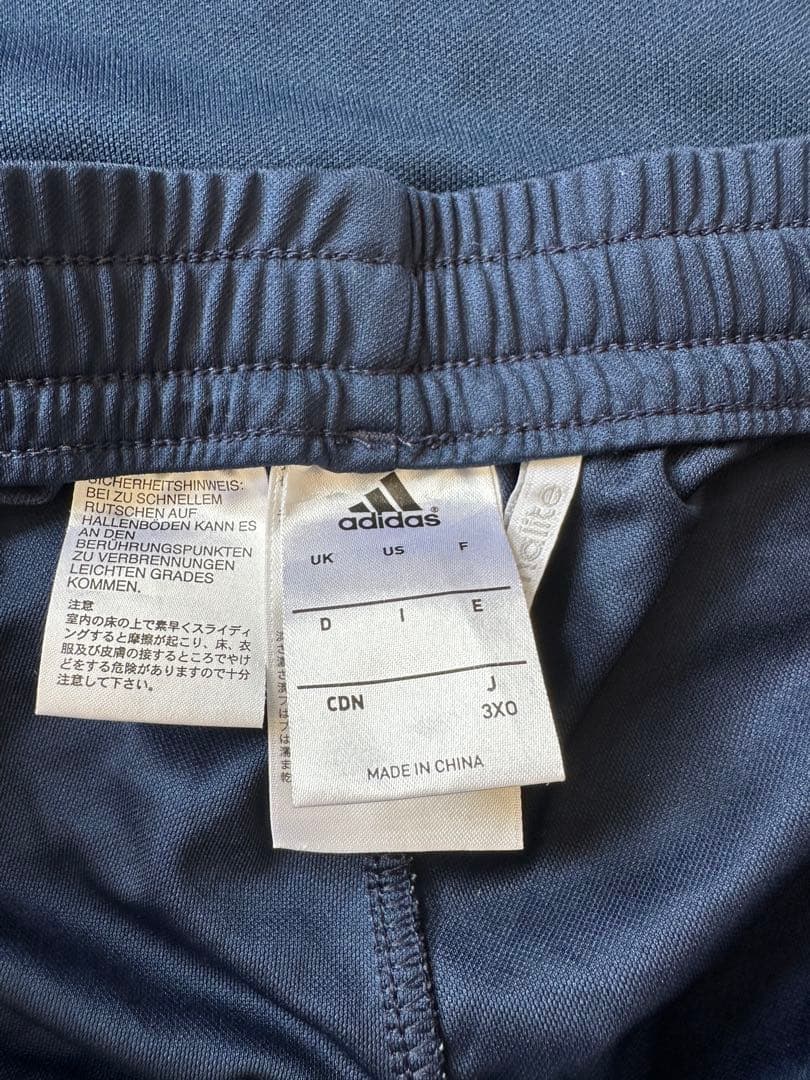 SICHERHEITSHINWEIS:
BEI ZU SCHNELLEM
RUTSCHEN AUF
HALLENBÖDEN KANN ES
AN DEN
BERÜHRUNGSPUNKTEN
ZU VERBRENNUNGEN
LEICHTEN GRADES
KOMMEN.
注意
室内の床の上で素早くスライディ
ングすると摩擦が起こり、床、衣
服及び皮膚の接するところでやけ
どをする危険がありますので十分
注意して下さい。
adidas®
UK US F
D I E
CDN J
3XO
MADE IN CHINA